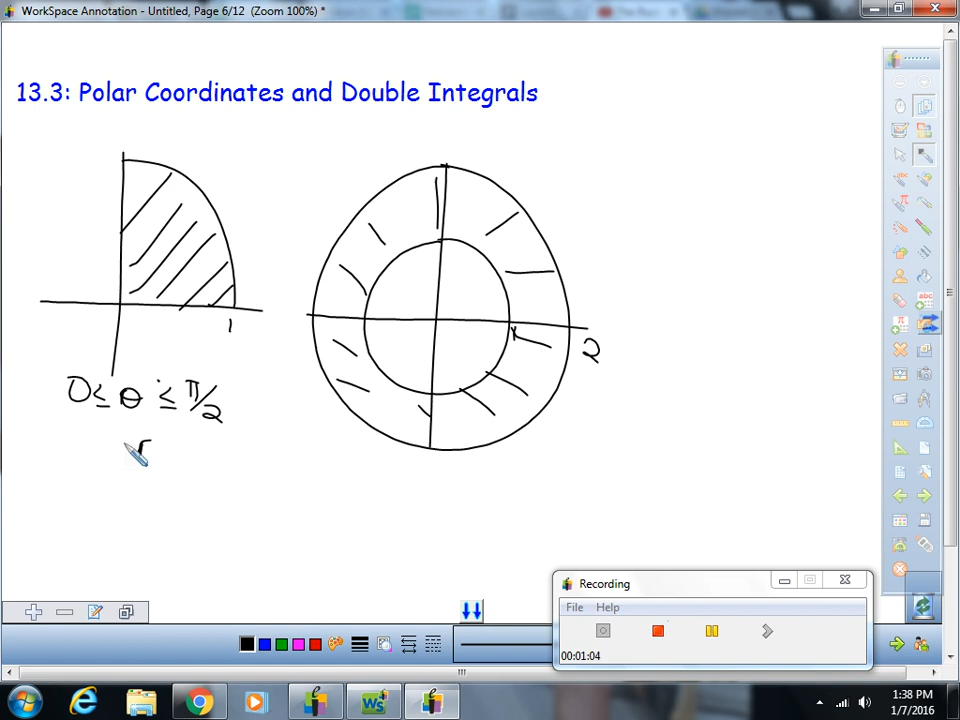 WorkSpace Annotation - Untitled, Page 6/12 (Zoom 100%) *
13.3: Polar Coordinates and Double Integrals
1
2
0 ≤ θ ≤ π/2
r
Recording
File Help
00:01:04
1:38 PM
1/7/2016